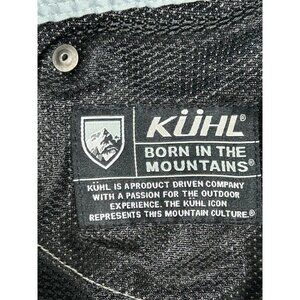 KÜHL®
BORN IN THE
MOUNTAINS®
KÜHL IS A PRODUCT DRIVEN COMPANY
WITH A PASSION FOR THE OUTDOOR
EXPERIENCE. THE KÜHL ICON
REPRESENTS THIS MOUNTAIN CULTURE.®